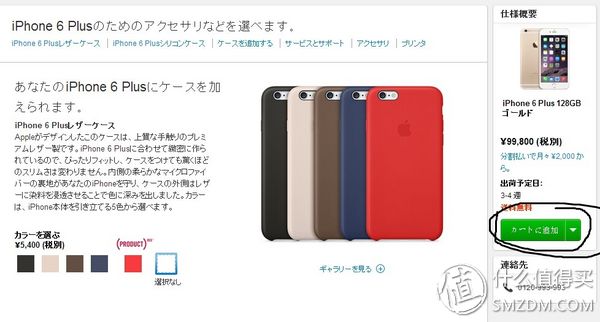 iPhone 6 Plusのためのアクセサリなどを選べます。
iPhone 6 Plusレザーケース | iPhone 6 Plusシリコンケース | ケースを追加する | サービスとサポート | アクセサリ | プリンタ
あなたのiPhone 6 Plusにケースを加
えられます。
iPhone 6 Plusレザーケース
Appleがデザインしたこのケースは、上質な手触りのプレミ
アムレザー製です。iPhone 6 Plusに合わせて精密に作ら
れているので、ぴったりフィットし、ケースをつけても驚くほど
のスリムさは変わりません。内側の柔らかなマイクロファイ
バーの裏地があなたのiPhoneを守り、ケースの外側はレザ
ーに染料を浸透させることで色に深みを出しました。カラー
は、iPhone本体を引き立てる5色から選べます。
カラーを選ぶ
¥5,400 (税別)
(PRODUCT)RED
選択なし
ギャラリーを見る
仕様概要
iPhone 6 Plus 128GB
ゴールド
¥99,800 (税別)
分割払いで月々¥2,000 か
ら。
出荷予定日:
3-4 週
送料無料
カートに追加
連絡先
0120-993-993
值 什么值得买
SMZDM.COM